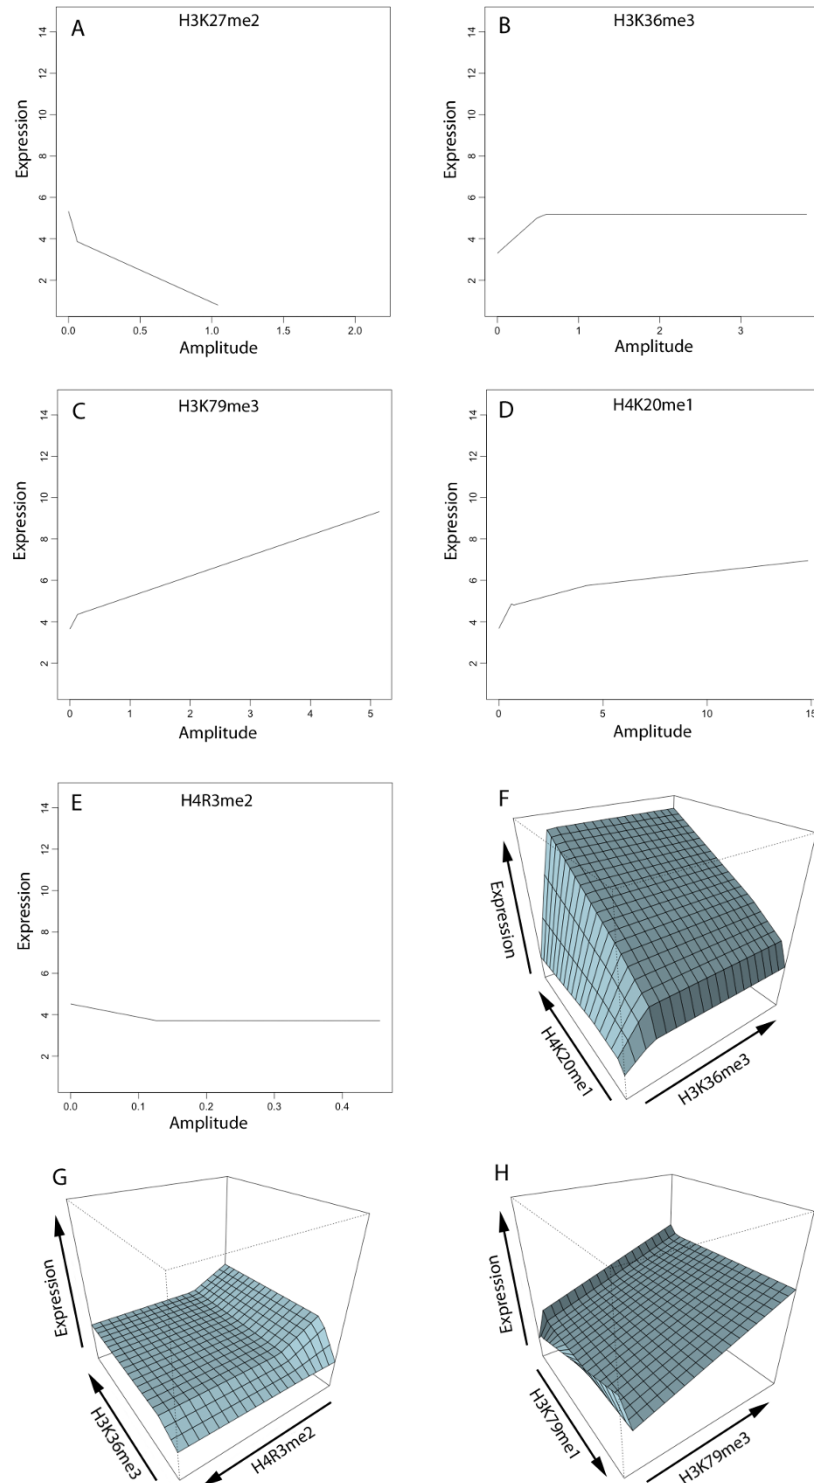 A
H3K27me2
Expression
14
12
10
8
6
4
2
0.0 0.5 1.0 1.5 2.0
Amplitude
B
H3K36me3
Expression
14
12
10
8
6
4
2
0 1 2 3
Amplitude
C
H3K79me3
Expression
14
12
10
8
6
4
2
0 1 2 3 4 5
Amplitude
D
H4K20me1
Expression
14
12
10
8
6
4
2
0 5 10 15
Amplitude
E
H4R3me2
Expression
14
12
10
8
6
4
2
0.0 0.1 0.2 0.3 0.4
Amplitude
F
Expression
H4K20me1
H3K36me3
G
Expression
H3K36me3
H4R3me2
H
Expression
H3K79me1
H3K79me3